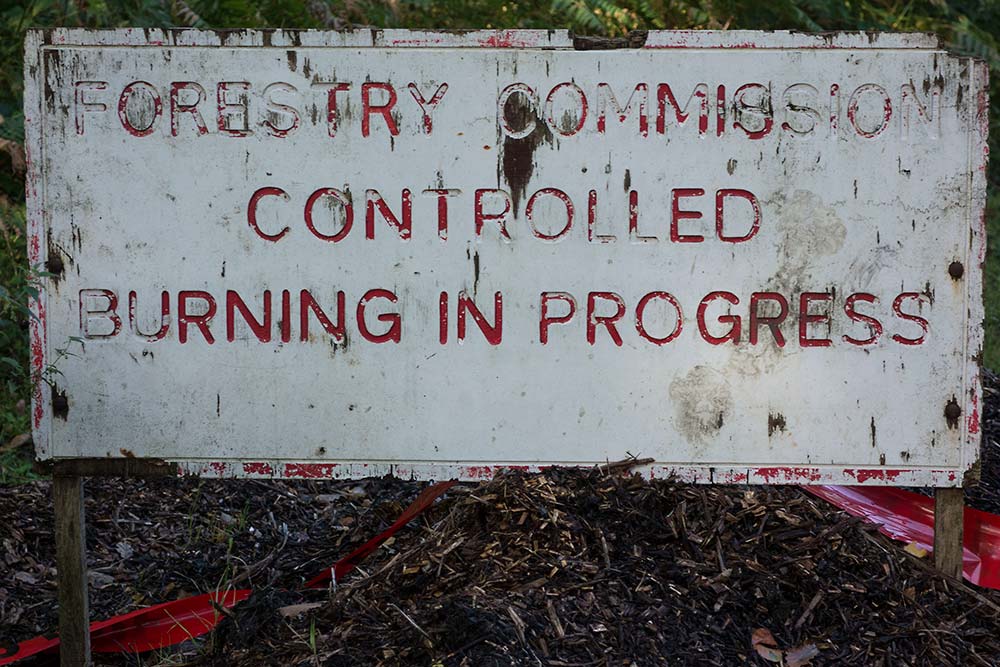 FORESTRY COMMISSION
CONTROLLED
BURNING IN PROGRESS